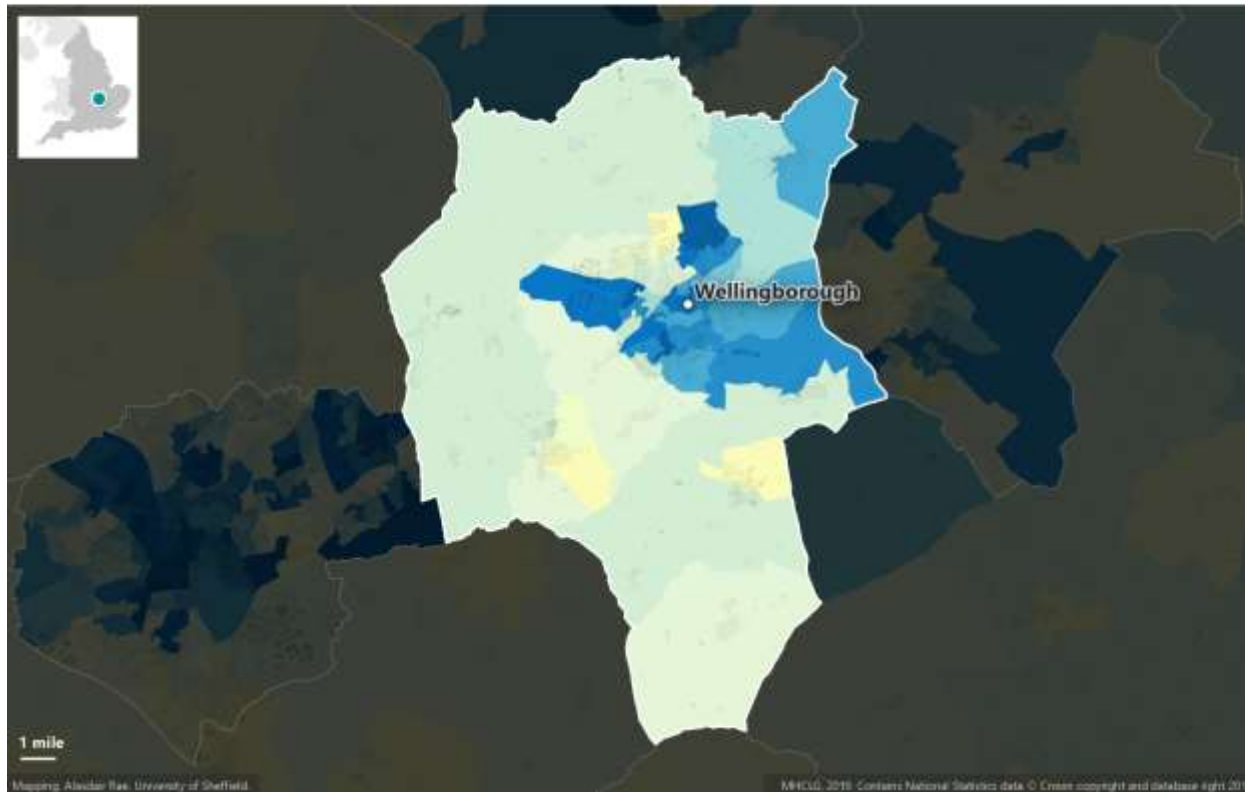 Wellingborough
1 mile
Mapping: Alasdair Rae, University of Sheffield.
MHCLG, 2019. Contains National Statistics data. © Crown copyright and database right